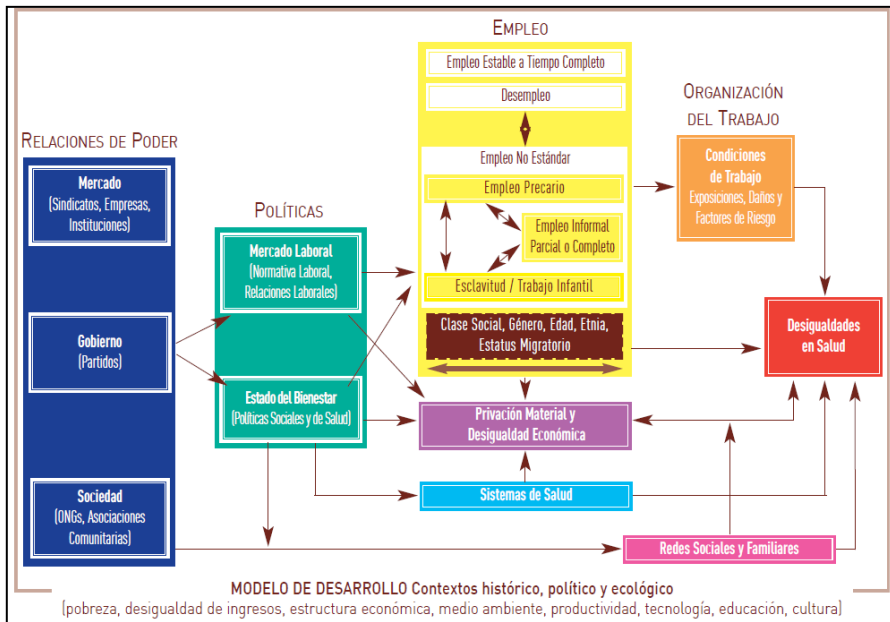 RELACIONES DE PODER
Mercado
(Sindicatos, Empresas,
Instituciones)
Gobierno
(Partidos)
Sociedad
(ONGs, Asociaciones
Comunitarias)
POLÍTICAS
Mercado Laboral
(Normativa Laboral,
Relaciones Laborales)
Estado del Bienestar
(Políticas Sociales y de Salud)
EMPLEO
Empleo Estable a Tiempo Completo
Desempleo
Empleo No Estándar
Empleo Precario
Empleo Informal
Parcial o Completo
Esclavitud / Trabajo Infantil
Clase Social, Género, Edad, Etnia,
Estatus Migratorio
Privación Material y
Desigualdad Económica
Sistemas de Salud
ORGANIZACIÓN
DEL TRABAJO
Condiciones
de Trabajo
Exposiciones, Daños y
Factores de Riesgo
Desigualdades
en Salud
Redes Sociales y Familiares
MODELO DE DESARROLLO Contextos histórico, político y ecológico
(pobreza, desigualdad de ingresos, estructura económica, medio ambiente, productividad, tecnología, educación, cultura)